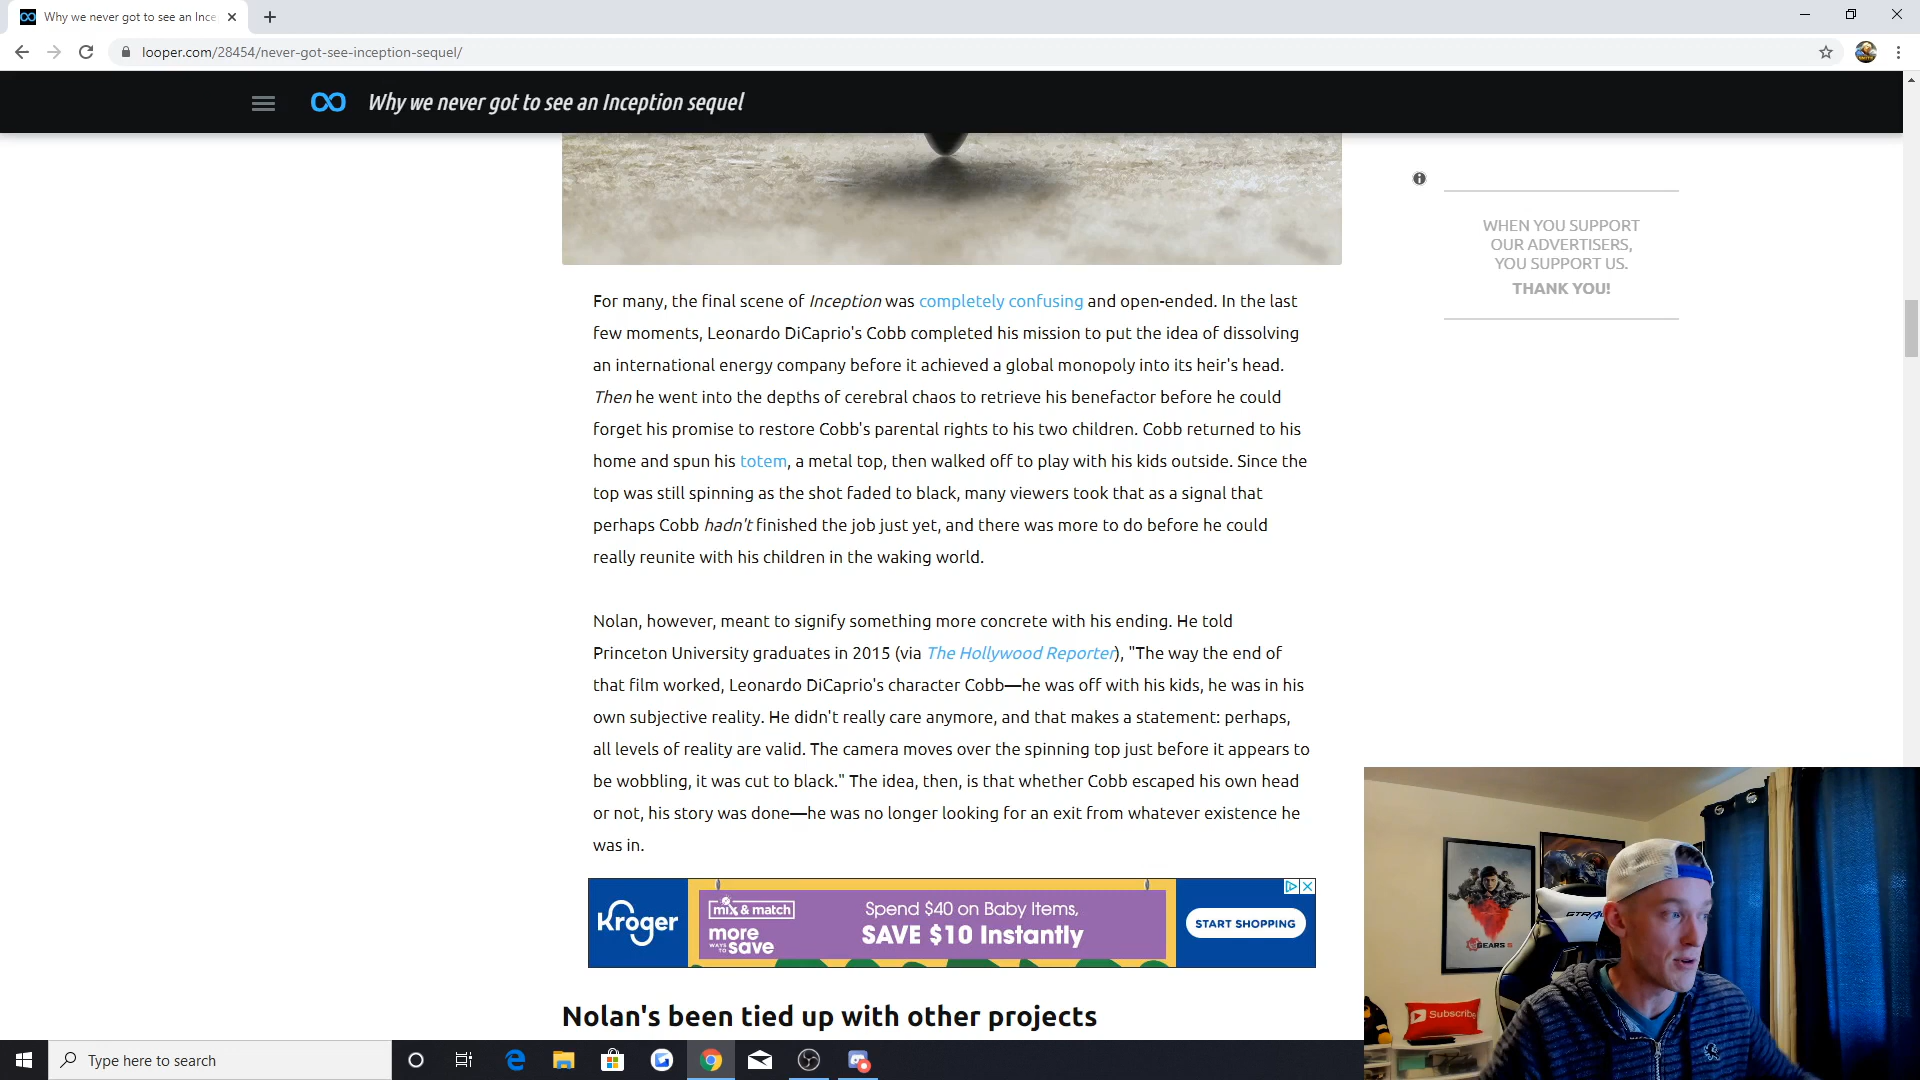 Why we never got to see an Ince
looper.com/28454/never-got-see-inception-sequel/
Why we never got to see an Inception sequel
WHEN YOU SUPPORT
OUR ADVERTISERS,
YOU SUPPORT US.
THANK YOU!
For many, the final scene of Inception was completely confusing and open-ended. In the last
few moments, Leonardo DiCaprio's Cobb completed his mission to put the idea of dissolving
an international energy company before it achieved a global monopoly into its heir's head.
Then he went into the depths of cerebral chaos to retrieve his benefactor before he could
forget his promise to restore Cobb's parental rights to his two children. Cobb returned to his
home and spun his totem, a metal top, then walked off to play with his kids outside. Since the
top was still spinning as the shot faded to black, many viewers took that as a signal that
perhaps Cobb hadn't finished the job just yet, and there was more to do before he could
really reunite with his children in the waking world.
Nolan, however, meant to signify something more concrete with his ending. He told
Princeton University graduates in 2015 (via The Hollywood Reporter), "The way the end of
that film worked, Leonardo DiCaprio's character Cobb—he was off with his kids, he was in his
own subjective reality. He didn't really care anymore, and that makes a statement: perhaps,
all levels of reality are valid. The camera moves over the spinning top just before it appears to
be wobbling, it was cut to black." The idea, then, is that whether Cobb escaped his own head
or not, his story was done—he was no longer looking for an exit from whatever existence he
was in.
Kroger
mix & match
more
WAYS TO save
Spend $40 on Baby Items,
SAVE $10 Instantly
START SHOPPING
Nolan's been tied up with other projects
GEARS 5
Subscribe
Type here to search